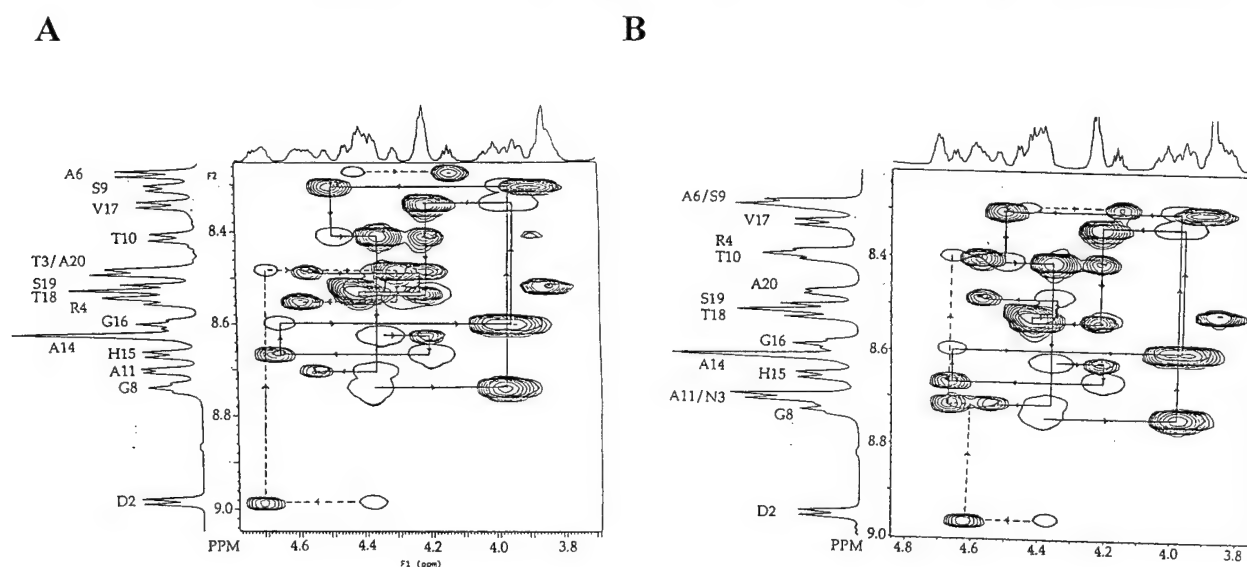 A
B
F2
A6
S9
V17
T10
T3/A20
S19
T18
R4
G16
A14
H15
A11
G8
D2
8.4
8.6
8.8
9.0
PPM
4.6
4.4
4.2
4.0
3.8
F1 (ppm)
A6/S9
V17
R4
T10
A20
S19
T18
G16
A14
H15
A11/N3
G8
D2
8.4
8.6
8.8
9.0
PPM
4.8
4.6
4.4
4.2
4.0
3.8